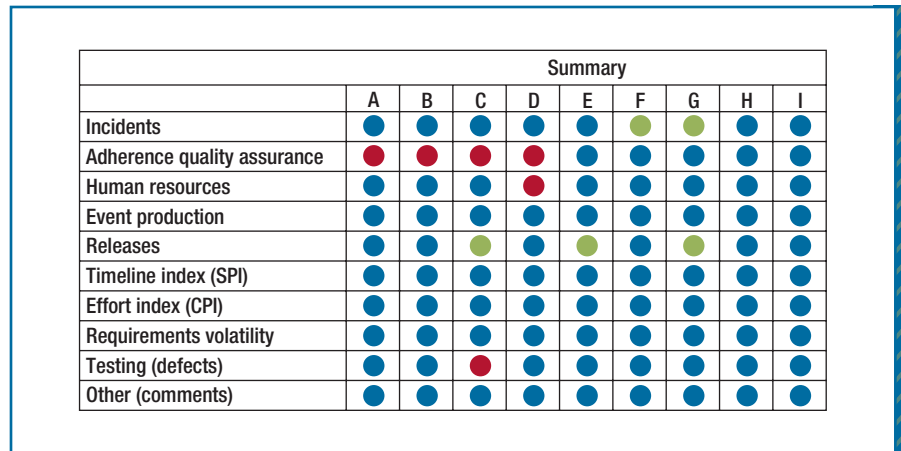 Summary
A B C D E F G H I
Incidents
Adherence quality assurance
Human resources
Event production
Releases
Timeline index (SPI)
Effort index (CPI)
Requirements volatility
Testing (defects)
Other (comments)